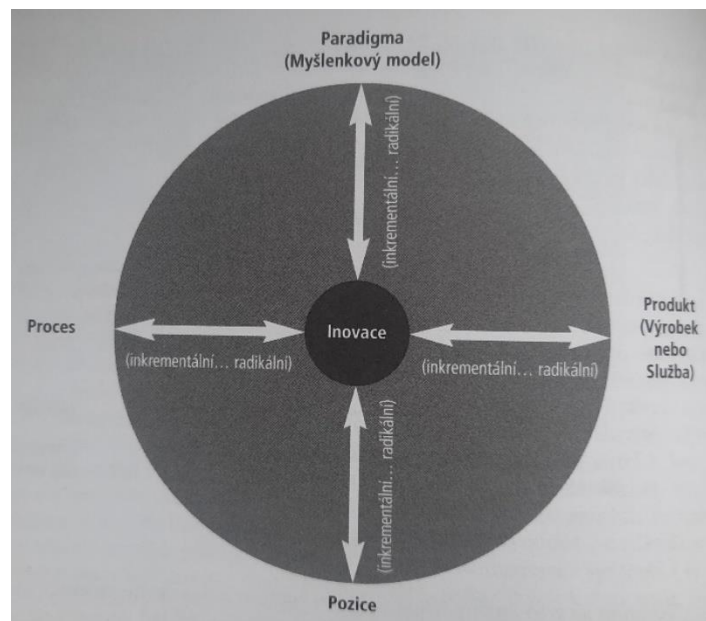 Paradigma
(Myšlenkový model)
(inkrementální... radikální)
Proces
Inovace
Produkt
(Výrobek
nebo
Služba)
(inkrementální... radikální)
(inkrementální... radikální)
(inkrementální... radikální)
Pozice